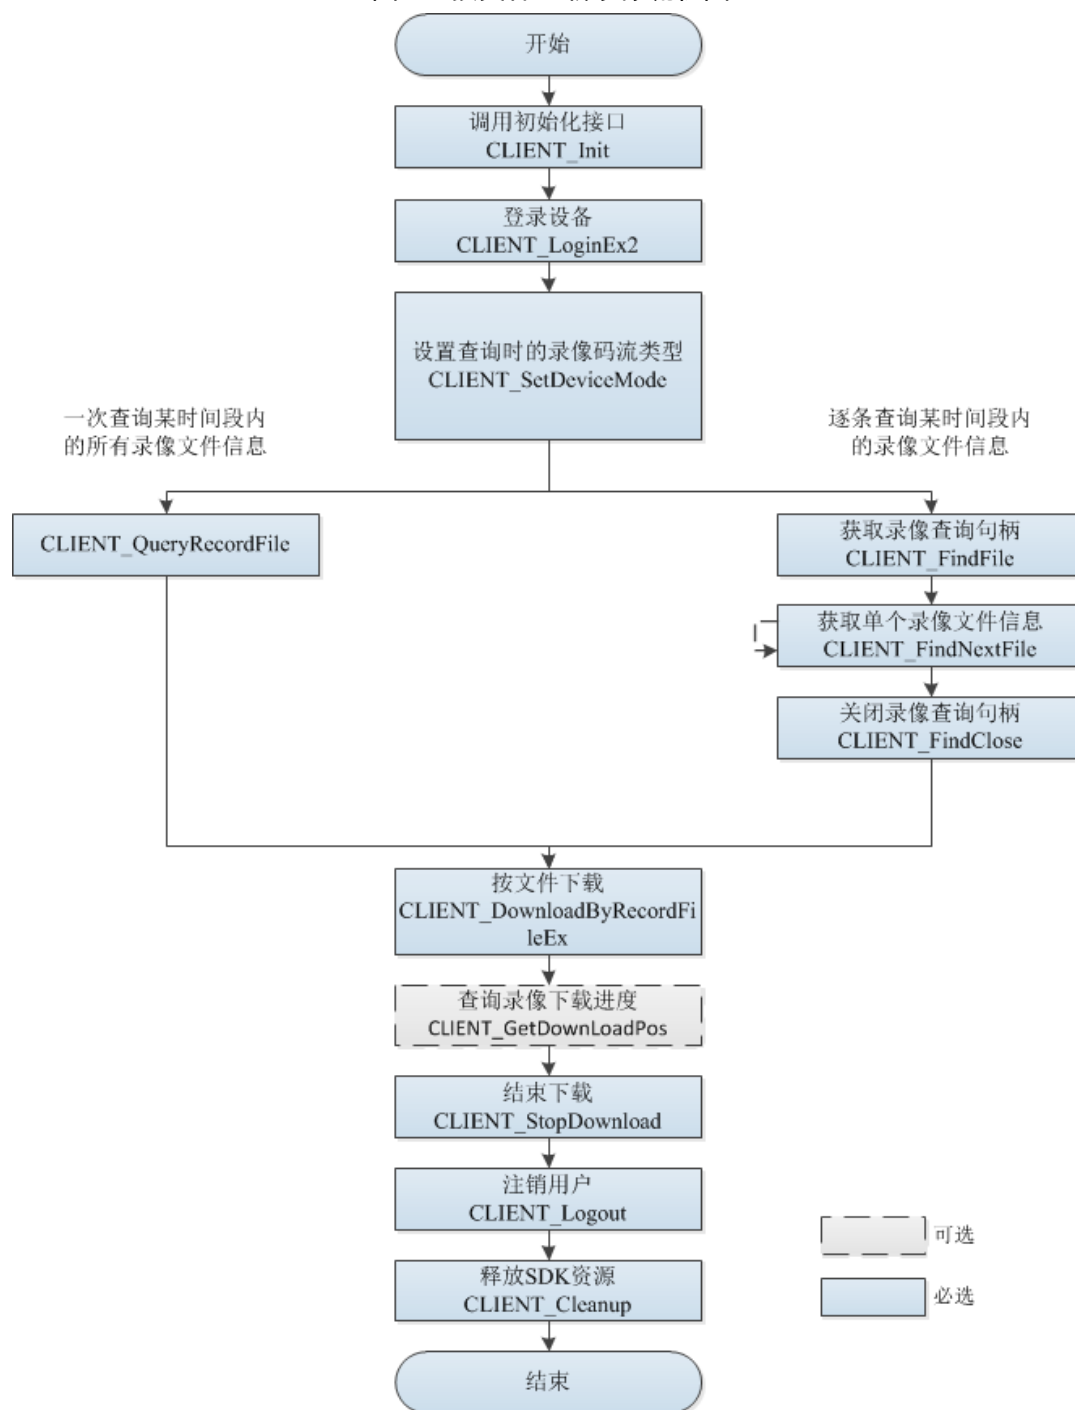 开始
调用初始化接口
CLIENT_Init
登录设备
CLIENT_LoginEx2
设置查询时的录像码流类型
CLIENT_SetDeviceMode
一次查询某时间段内
的所有录像文件信息
逐条查询某时间段内
的录像文件信息
CLIENT_QueryRecordFile
获取录像查询句柄
CLIENT_FindFile
获取单个录像文件信息
CLIENT_FindNextFile
关闭录像查询句柄
CLIENT_FindClose
按文件下载
CLIENT_DownloadByRecordFi
leEx
查询录像下载进度
CLIENT_GetDownLoadPos
结束下载
CLIENT_StopDownload
注销用户
CLIENT_Logout
释放SDK资源
CLIENT_Cleanup
结束
可选
必选